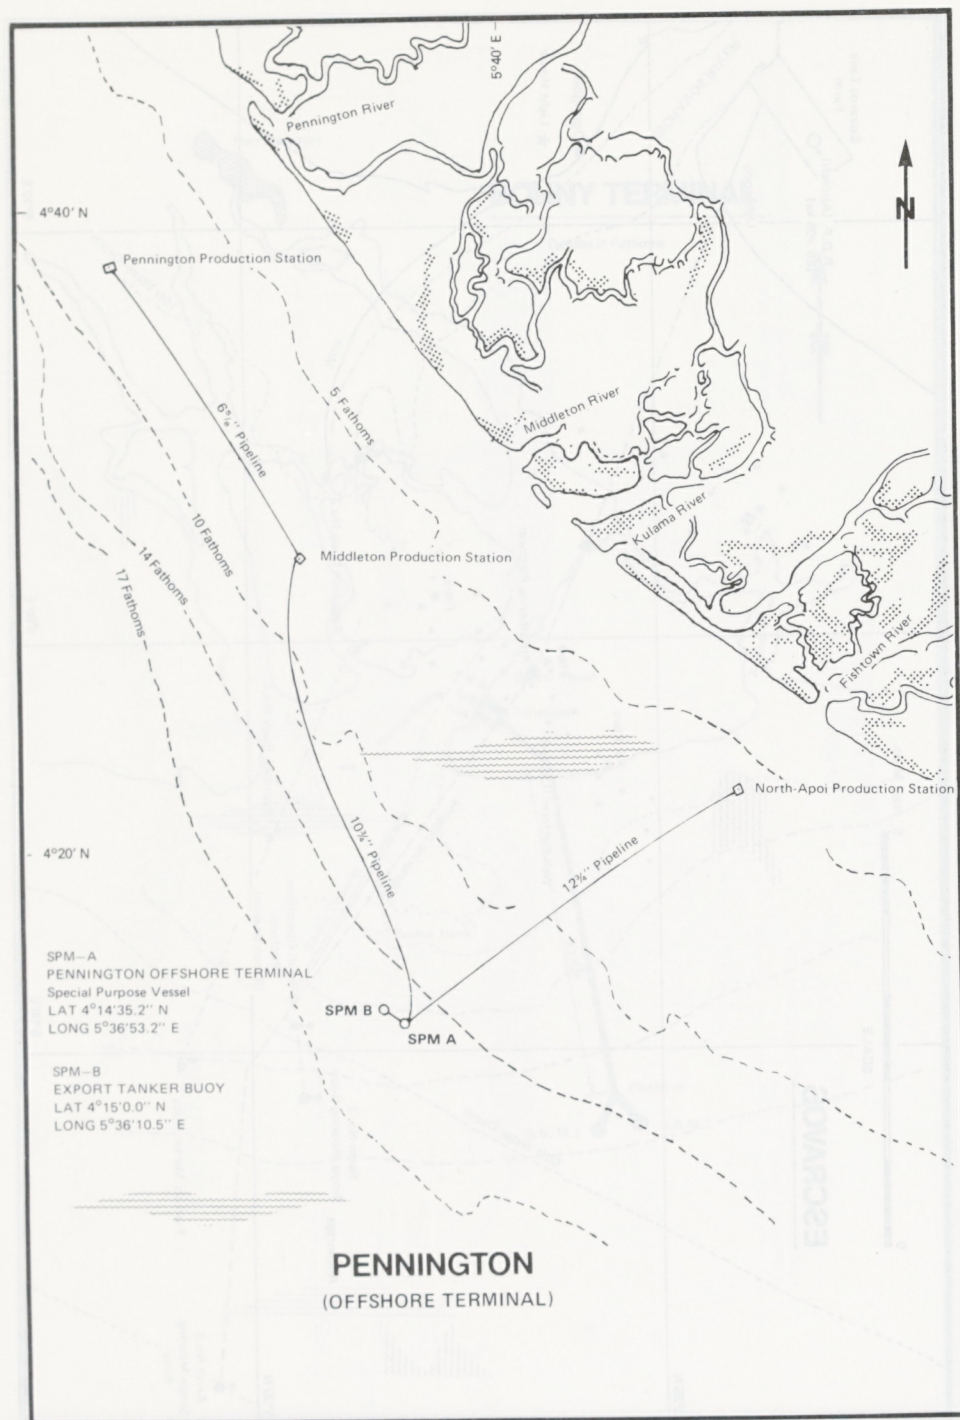 5°40' E
Pennington River
N
4°40' N
Pennington Production Station
5 Fathoms
Middleton River
6⅝" Pipeline
Kulama River
10 Fathoms
Middleton Production Station
14 Fathoms
17 Fathoms
Fishtown River
North-Apoi Production Station
10¾" Pipeline
12¾" Pipeline
4°20' N
SPM–A
PENNINGTON OFFSHORE TERMINAL
Special Purpose Vessel
LAT 4°14'35.2" N
LONG 5°36'53.2" E
SPM B
SPM A
SPM–B
EXPORT TANKER BUOY
LAT 4°15'0.0" N
LONG 5°36'10.5" E
PENNINGTON
(OFFSHORE TERMINAL)